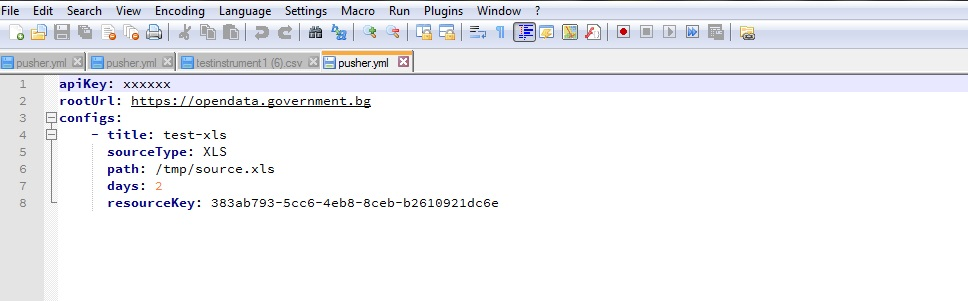 File Edit Search View Encoding Language Settings Macro Run Plugins Window ?
pusher.yml pusher.yml testinstrument1 (6).csv pusher.yml
1 apiKey: xxxxxx
2 rootUrl: https://opendata.government.bg
3 configs:
4 - title: test-xls
5 sourceType: XLS
6 path: /tmp/source.xls
7 days: 2
8 resourceKey: 383ab793-5cc6-4eb8-8ceb-b2610921dc6e